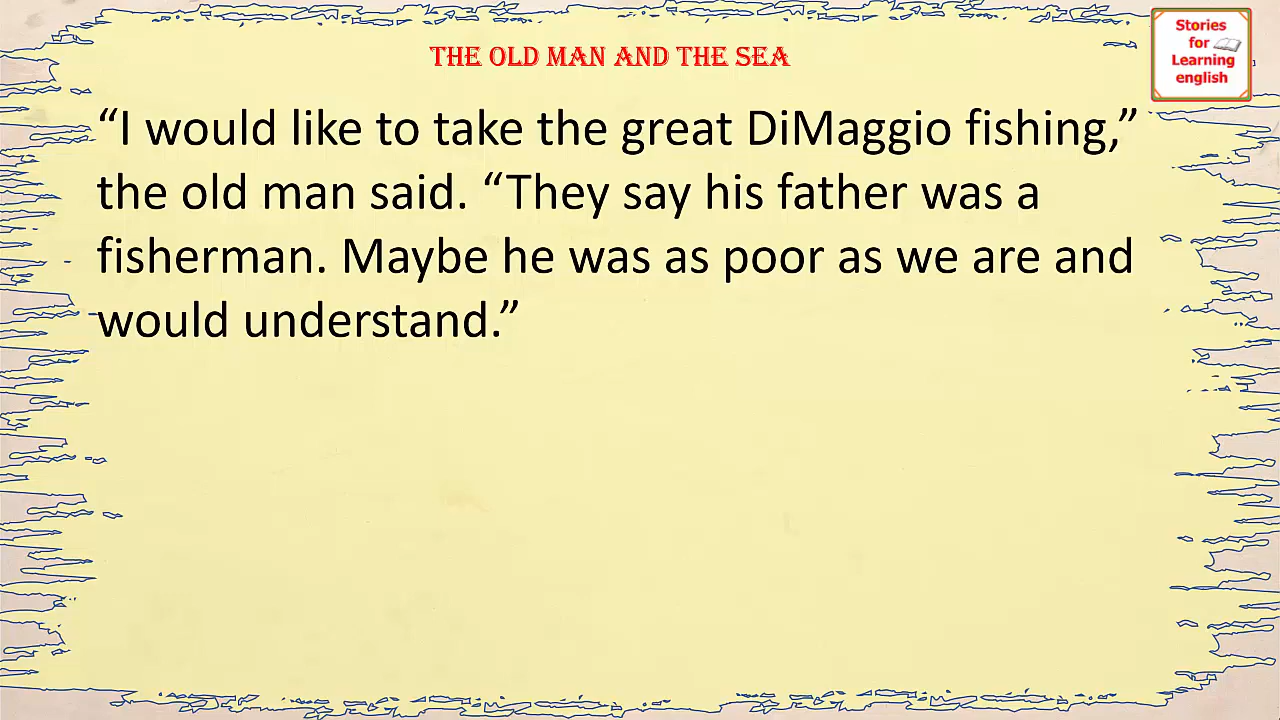 THE OLD MAN AND THE SEA
Stories
for
Learning
english
“I would like to take the great DiMaggio fishing,”
the old man said. “They say his father was a
fisherman. Maybe he was as poor as we are and
would understand.”